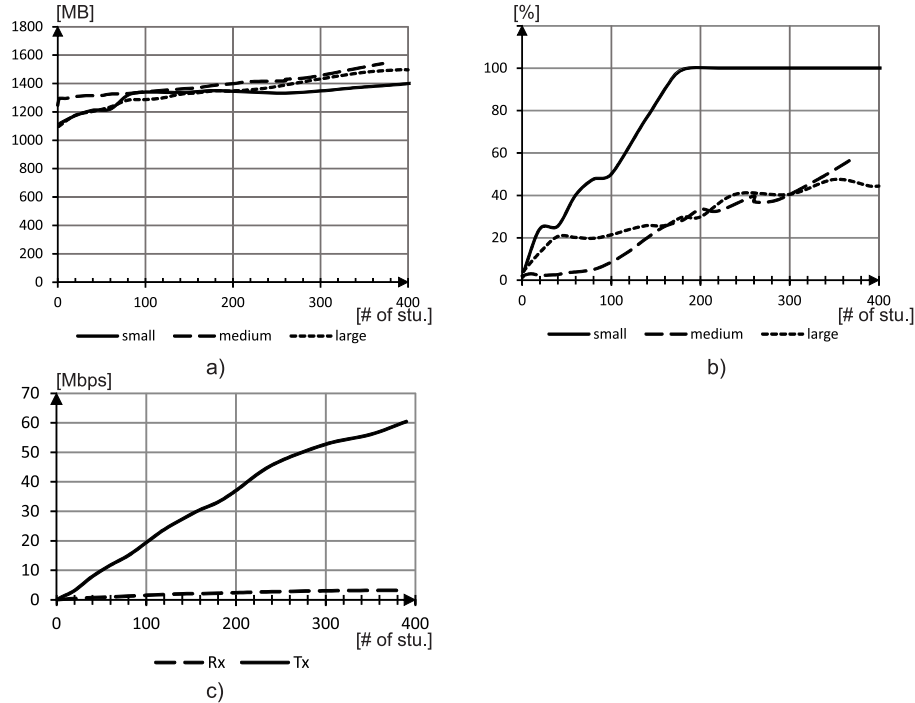 [MB]
1800
1600
1400
1200
1000
800
600
400
200
0
0 100 200 300 400
[# of stu.]
small medium large
a)
[%]
100
80
60
40
20
0
0 100 200 300 400
[# of stu.]
small medium large
b)
[Mbps]
70
60
50
40
30
20
10
0
0 100 200 300 400
[# of stu.]
Rx Tx
c)